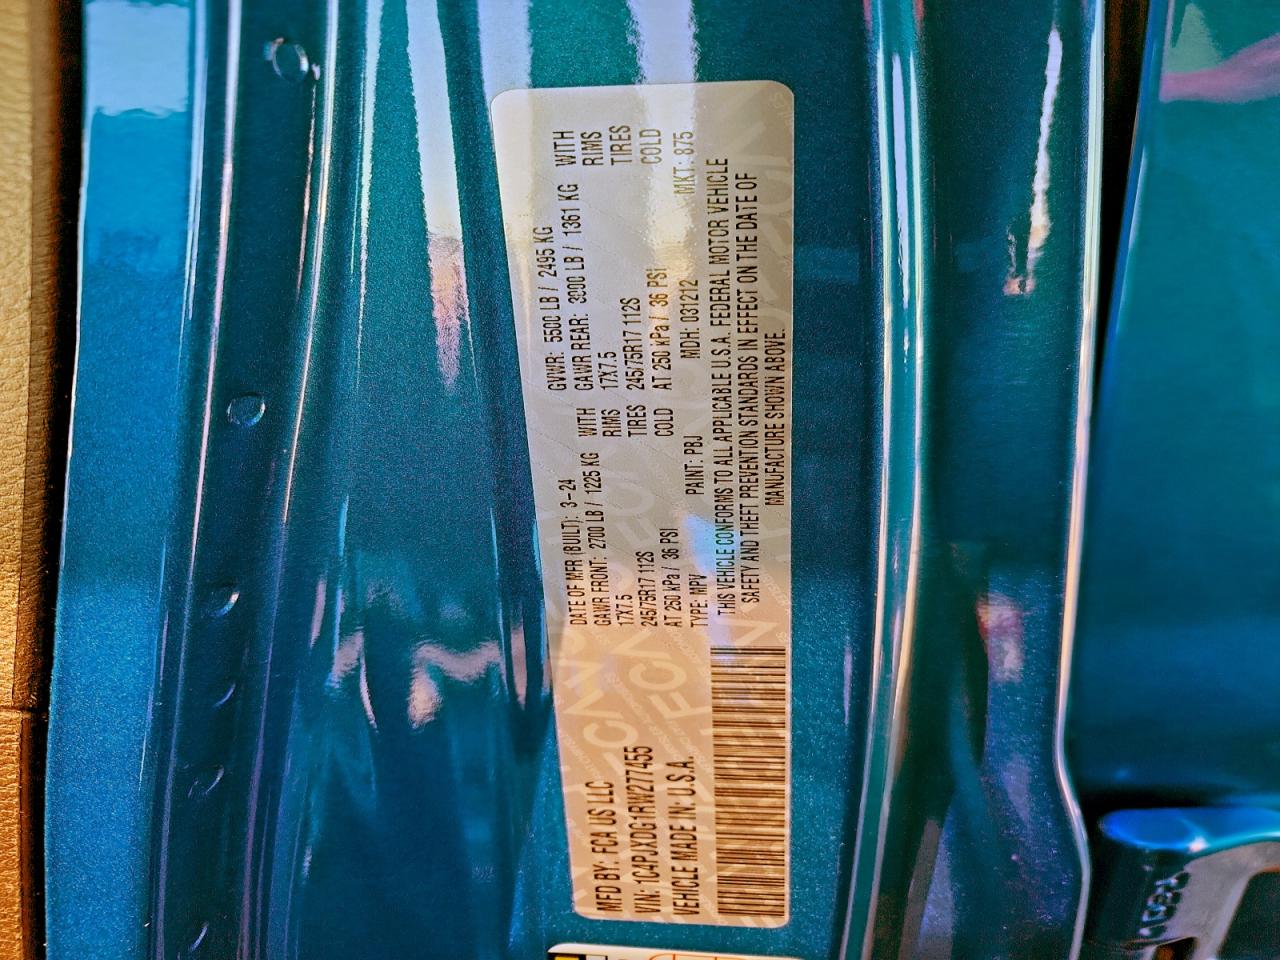 MFD BY: FCA US LLC
DATE OF MFR (BUILT): 3-24 GVWR: 5500 LB / 2495 KG
GAWR FRONT: 2700 LB / 1225 KG WITH GAWR REAR: 3000 LB / 1361 KG WITH
17X7.5 RIMS 17X7.5 RIMS
245/75R17 112S TIRES 245/75R17 112S TIRES
AT 250 kPa / 36 PSI COLD AT 250 kPa / 36 PSI COLD
VIN: 1C4PJXDG1RW277455
TYPE: MPV PAINT: PBJ MDH: 031212 MKT: 875
VEHICLE MADE IN: U.S.A.
THIS VEHICLE CONFORMS TO ALL APPLICABLE U.S.A. FEDERAL MOTOR VEHICLE
SAFETY AND THEFT PREVENTION STANDARDS IN EFFECT ON THE DATE OF
MANUFACTURE SHOWN ABOVE.